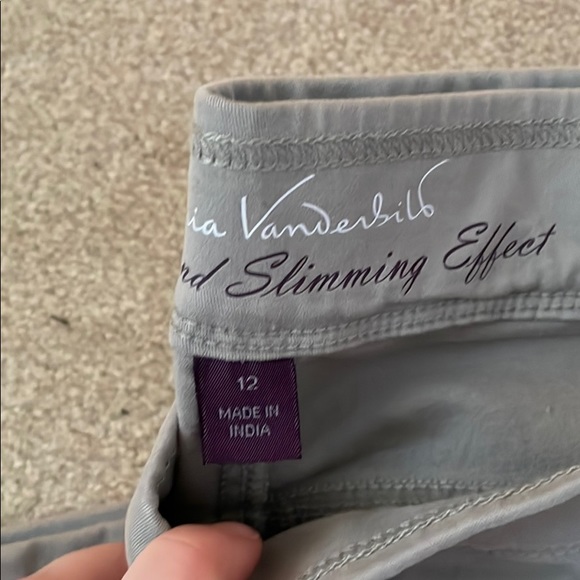 ia Vanderbilt
nd Slimming Effect
12
MADE IN
INDIA